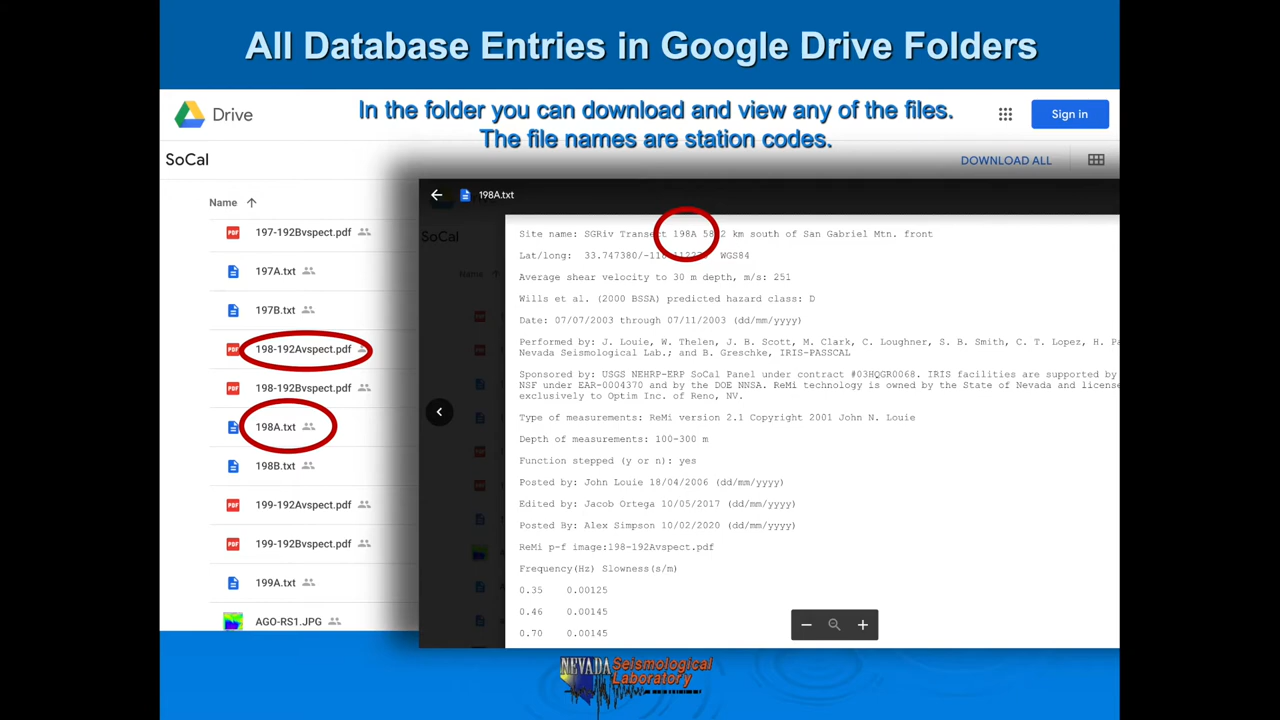 All Database Entries in Google Drive Folders
Drive
In the folder you can download and view any of the files.
The file names are station codes.
Sign in
SoCal
DOWNLOAD ALL
Name
197-192Bvspect.pdf
197A.txt
197B.txt
198-192Avspect.pdf
198-192Bvspect.pdf
198A.txt
198B.txt
199-192Avspect.pdf
199-192Bvspect.pdf
199A.txt
AGO-RS1.JPG
198A.txt
SoCal
Name
Site name: SGRiv Transect 198A km south of San Gabriel Mtn. front
Lat/long: WGS84
Average shear velocity to 30 m depth, m/s: 251
Wills et al. (2000 BSSA) predicted hazard class: D
Date: 07/07/2003 through 07/11/2003 (dd/mm/yyyy)
Performed by: J. Louie, W. Thelen, J. B. Scott, M. Clark, C. Loughner, S. B. Smith, C. T. Lopez, H. Pa
Nevada Seismological Lab.; and B. Greschke, IRIS-PASSCAL
Sponsored by: USGS NEHRP-ERP SoCal Panel under contract #03HQGR0068. IRIS facilities are supported by
NSF under EAR-0004370 and by the DOE NNSA. ReMi technology is owned by the State of Nevada and license
exclusively to Optim Inc. of Reno, NV.
Type of measurements: ReMi version 2.1 Copyright 2001 John N. Louie
Depth of measurements: 100-300 m
Function stepped (y or n): yes
Posted by: John Louie 18/04/2006 (dd/mm/yyyy)
Edited by: Jacob Ortega 10/05/2017 (dd/mm/yyyy)
Posted By: Alex Simpson 10/02/2020 (dd/mm/yyyy)
ReMi p-f image:198-192Avspect.pdf
Frequency(Hz) Slowness(s/m)
0.35 0.00125
0.46 0.00145
0.70 0.00145
NEVADA Seismological
Laboratory